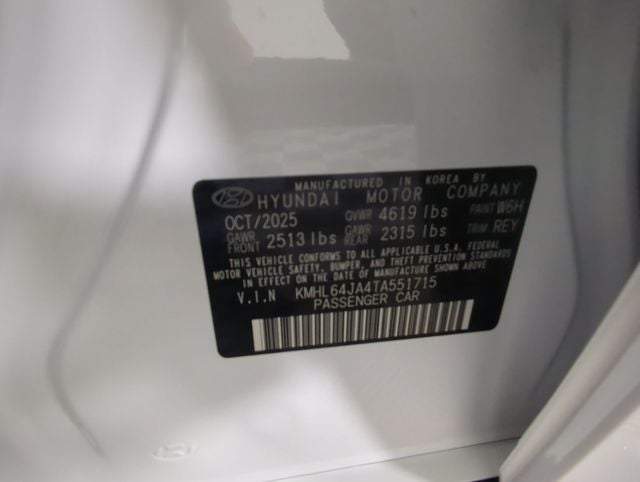 MANUFACTURED IN KOREA BY
HYUNDAI MOTOR COMPANY
OCT/2025 GVWR 4619 lbs PAINT W6H
GAWR FRONT 2513 lbs GAWR REAR 2315 lbs TRIM REY
THIS VEHICLE CONFORMS TO ALL APPLICABLE U.S.A. FEDERAL
MOTOR VEHICLE SAFETY, BUMPER, AND THEFT PREVENTION STANDARDS
IN EFFECT ON THE DATE OF MANUFACTURE SHOWN ABOVE.
V.I.N KMHL64JA4TA551715
PASSENGER CAR